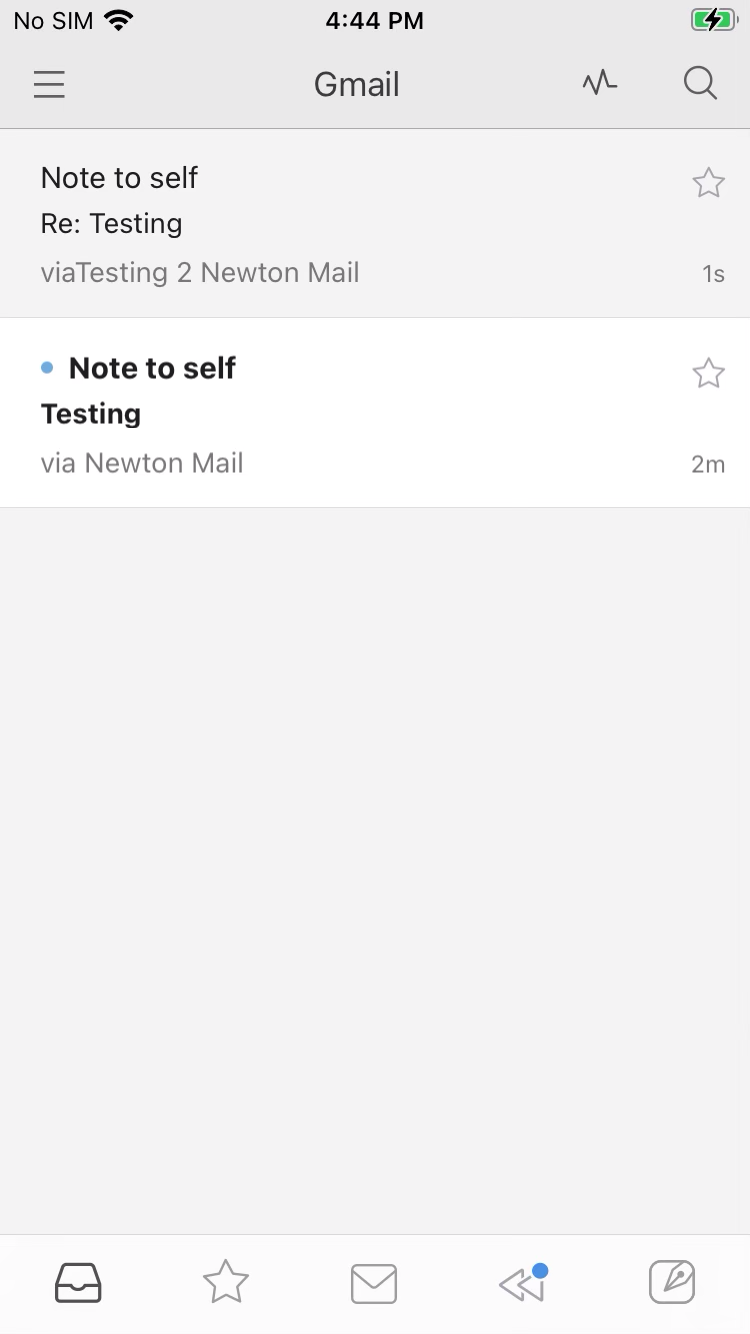 No SIM 4:44 PM
Gmail
Note to self
Re: Testing
viaTesting 2 Newton Mail 1s
Note to self
Testing
via Newton Mail 2m